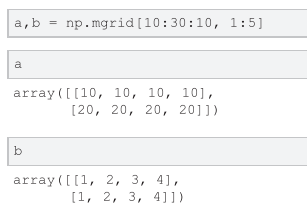 a,b = np.mgrid[10:30:10, 1:5]
a
array([[10, 10, 10, 10],
       [20, 20, 20, 20]])
b
array([[1, 2, 3, 4],
       [1, 2, 3, 4]])